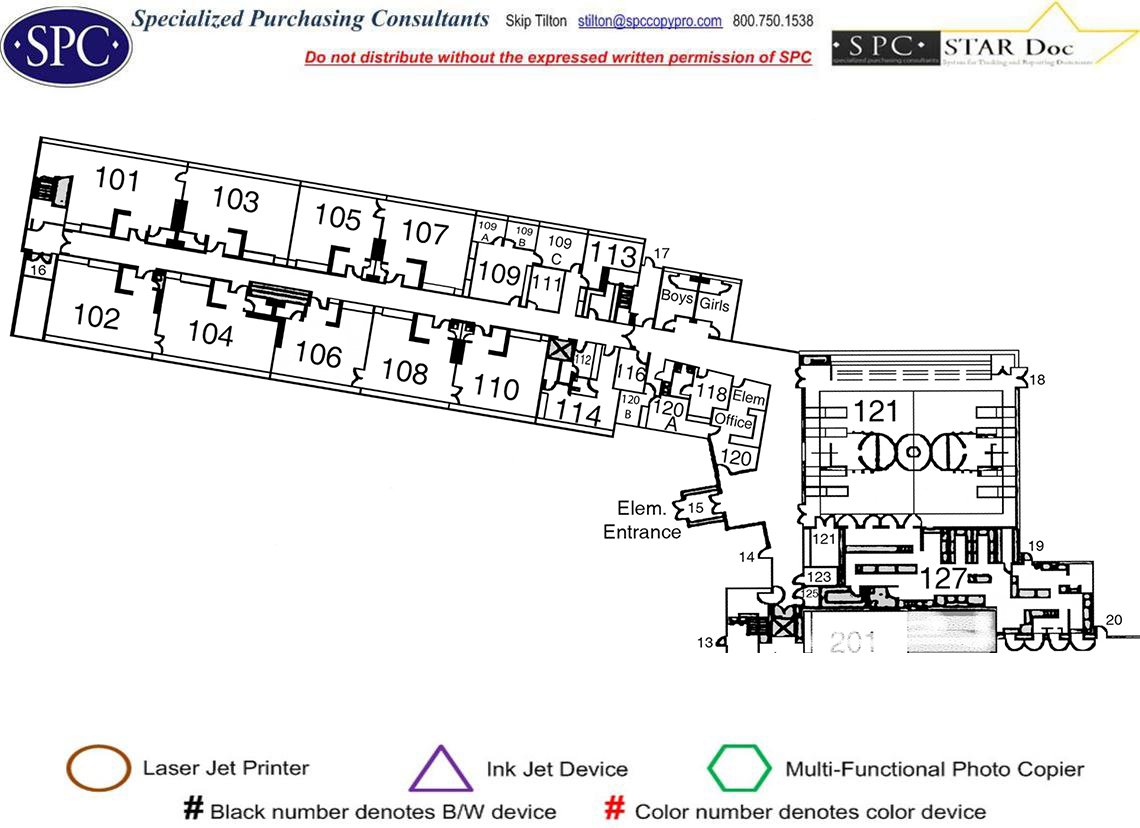 Specialized Purchasing Consultants Skip Tilton stilton@spccopypro.com 800.750.1538
·SPC·
·SPC· STAR Doc
specialized purchasing consultants System for Tracking and Reporting Documents
Do not distribute without the expressed written permission of SPC
101
103
105
107
109 A
109 B
109 C
113
17
109
111
Boys
Girls
16
102
104
106
108
110
112
114
116
120 B
120 A
118
Elem
Office
120
18
121
Elem.
Entrance
15
14
121
123
125
127
19
20
13
201
Laser Jet Printer
Ink Jet Device
Multi-Functional Photo Copier
# Black number denotes B/W device
# Color number denotes color device